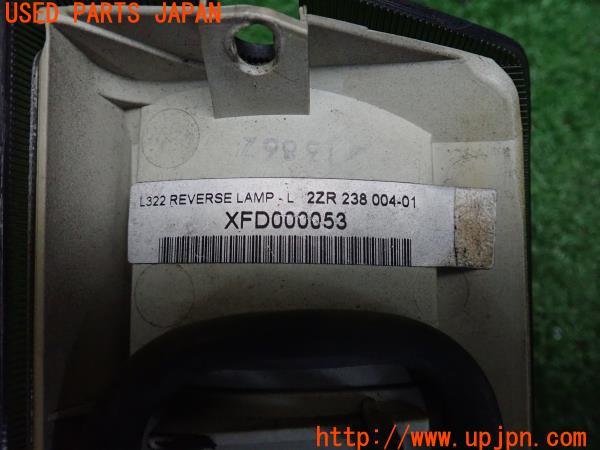 USED PARTS JAPAN
L322 REVERSE LAMP - L 2ZR 238 004-01
XFD000053
http://www.upjpn.com